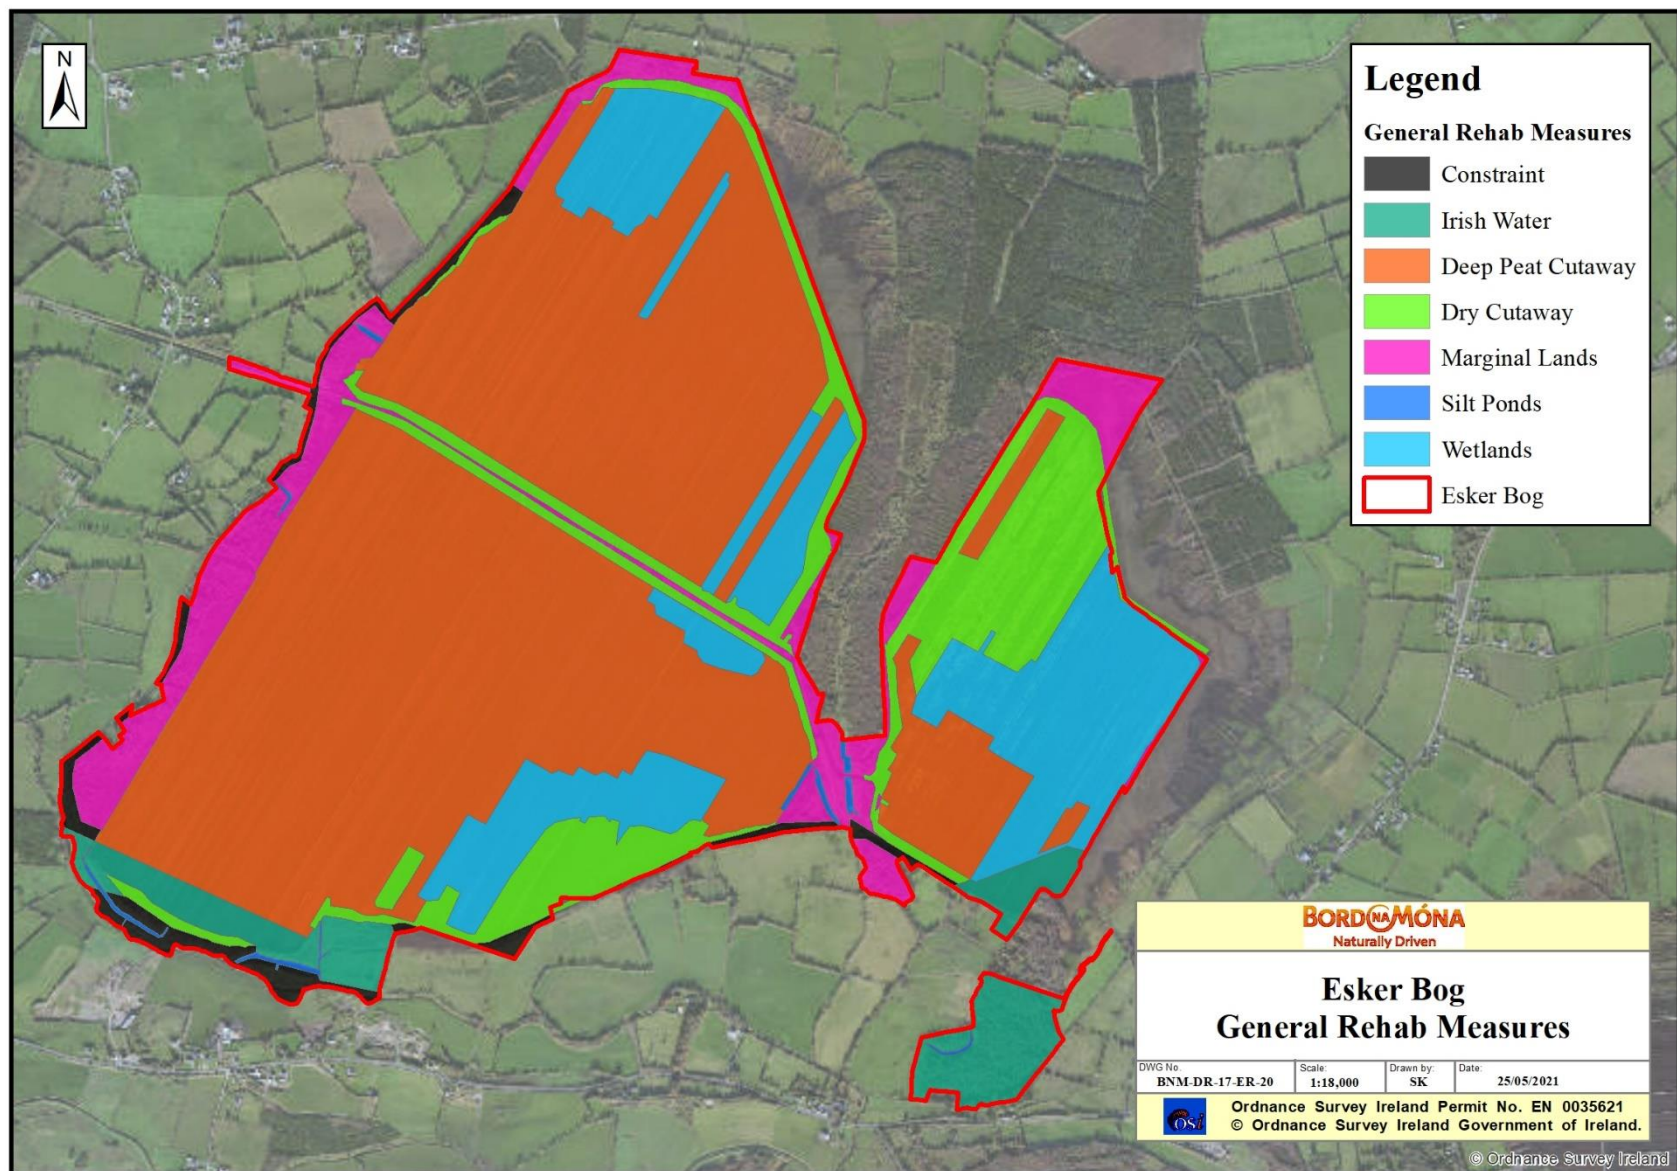 N
Legend
General Rehab Measures
Constraint
Irish Water
Deep Peat Cutaway
Dry Cutaway
Marginal Lands
Silt Ponds
Wetlands
Esker Bog
BORD NA MÓNA
Naturally Driven
Esker Bog
General Rehab Measures
DWG No. Scale: Drawn by: Date:
BNM-DR-17-ER-20 1:18,000 SK 25/05/2021
OSi
Ordnance Survey Ireland Permit No. EN 0035621
© Ordnance Survey Ireland Government of Ireland.
© Ordnance Survey Ireland